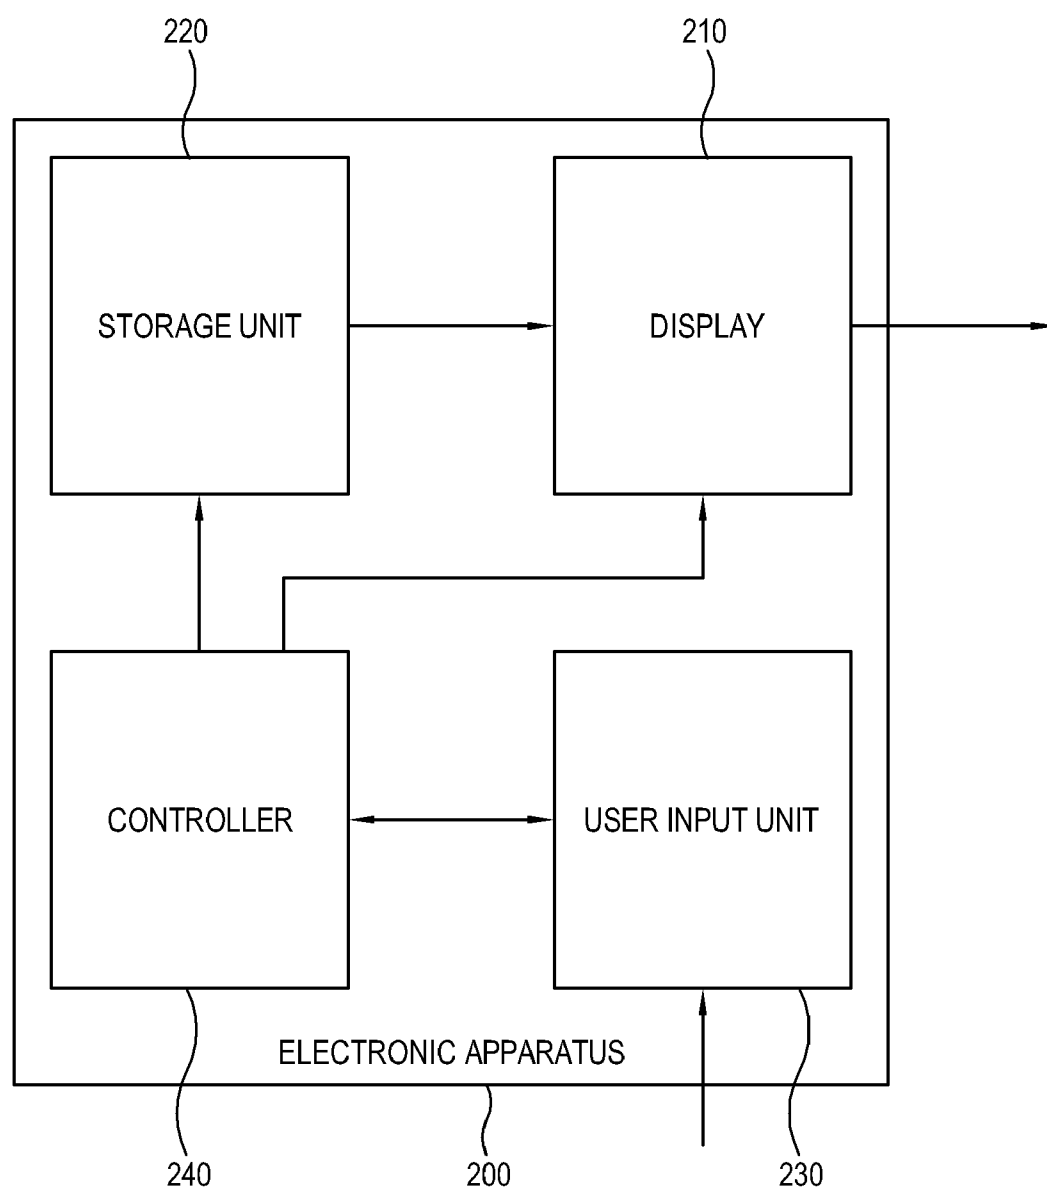 220
210
STORAGE UNIT
DISPLAY
CONTROLLER
USER INPUT UNIT
ELECTRONIC APPARATUS
240
200
230